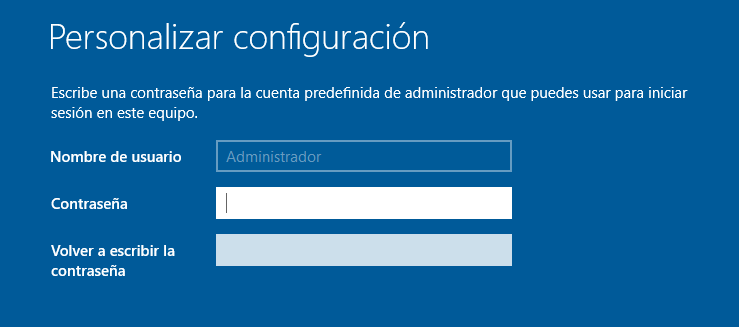 Personalizar configuración
Escribe una contraseña para la cuenta predefinida de administrador que puedes usar para iniciar
sesión en este equipo.
Nombre de usuario
Administrador
Contraseña
Volver a escribir la
contraseña